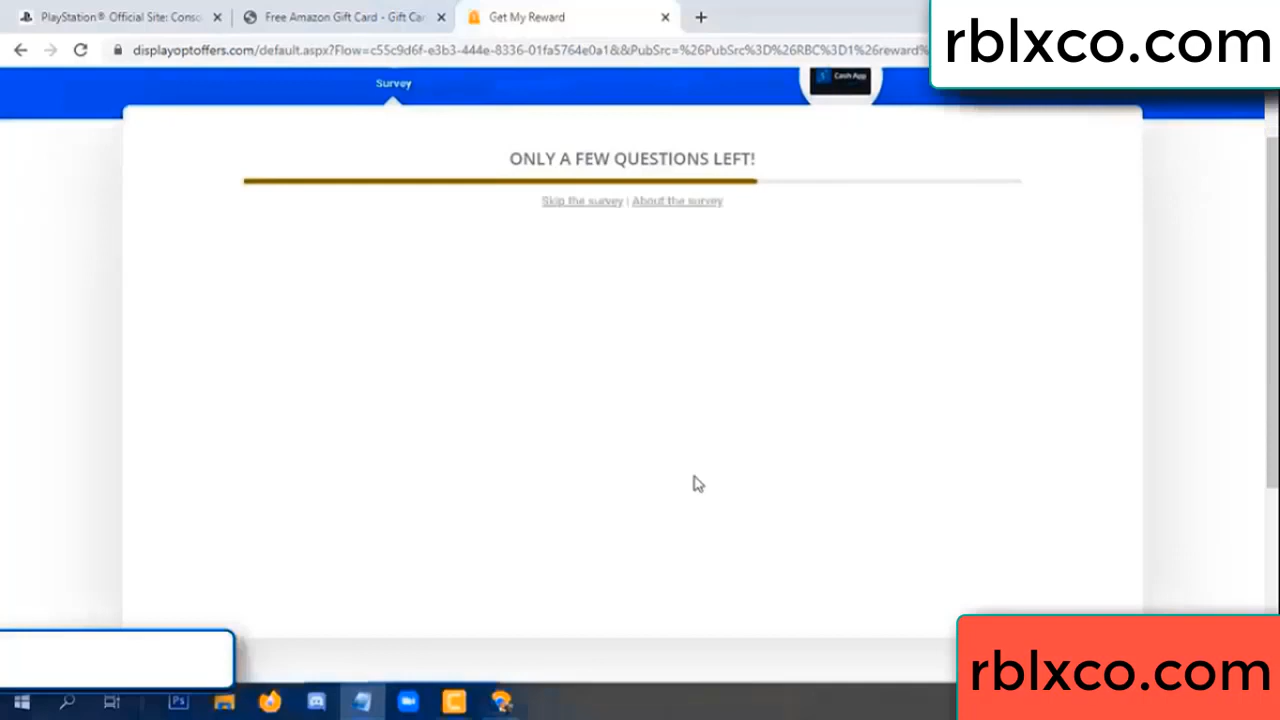 PlayStation® Official Site: Conso
Free Amazon Gift Card - Gift Car
Get My Reward
displayoptoffers.com/default.aspx?Flow=c55c9d6f-e3b3-444e-8336-01fa5764e0a1&&PubSrc=%26PubSrc%3D%26RBC%3D1%26reward%
rblxco.com
Survey
Cash App
ONLY A FEW QUESTIONS LEFT!
Skip the survey | About the survey
rblxco.com
Ps